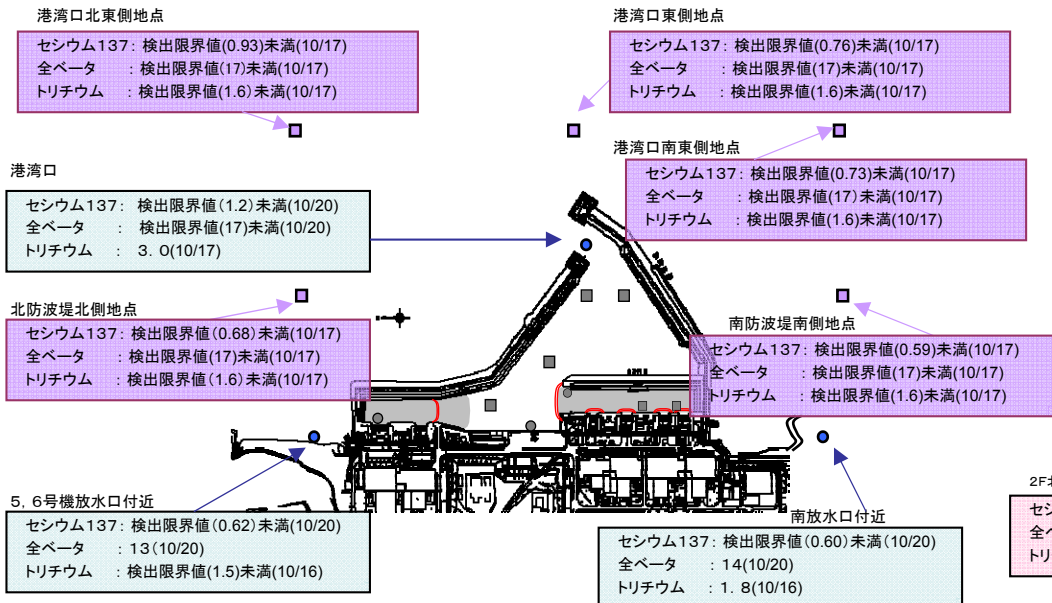 港湾口北東側地点
セシウム137: 検出限界値(0.93)未満(10/17)
全ベータ : 検出限界値(17)未満(10/17)
トリチウム : 検出限界値(1.6)未満(10/17)
港湾口東側地点
セシウム137: 検出限界値(0.76)未満(10/17)
全ベータ : 検出限界値(17)未満(10/17)
トリチウム : 検出限界値(1.6)未満(10/17)
港湾口南東側地点
セシウム137: 検出限界値(0.73)未満(10/17)
全ベータ : 検出限界値(17)未満(10/17)
トリチウム : 検出限界値(1.6)未満(10/17)
港湾口
セシウム137: 検出限界値(1.2)未満(10/20)
全ベータ : 検出限界値(17)未満(10/20)
トリチウム : 3.0(10/17)
北防波堤北側地点
セシウム137: 検出限界値(0.68)未満(10/17)
全ベータ : 検出限界値(17)未満(10/17)
トリチウム : 検出限界値(1.6)未満(10/17)
南防波堤南側地点
セシウム137: 検出限界値(0.59)未満(10/17)
全ベータ : 検出限界値(17)未満(10/17)
トリチウム : 検出限界値(1.6)未満(10/17)
5,6号機放水口付近
セシウム137: 検出限界値(0.62)未満(10/20)
全ベータ : 13(10/20)
トリチウム : 検出限界値(1.5)未満(10/16)
南放水口付近
セシウム137: 検出限界値(0.60)未満(10/20)
全ベータ : 14(10/20)
トリチウム : 1.8(10/16)
2F
セシ
全ベ
トリ